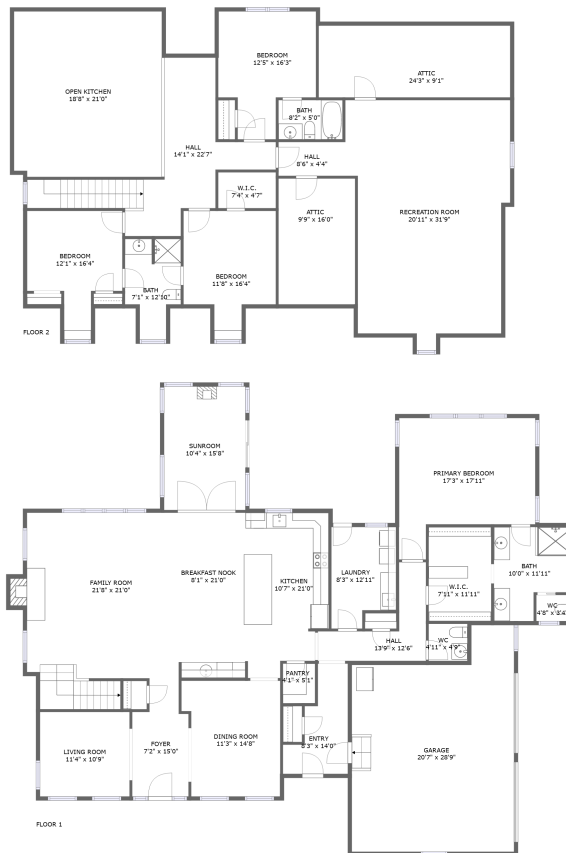 BEDROOM
12'5" x 16'3"
ATTIC
24'3" x 9'1"
OPEN KITCHEN
18'8" x 21'0"
BATH
8'2" x 5'0"
HALL
14'1" x 22'7"
HALL
8'6" x 4'4"
W.I.C.
7'4" x 4'7"
ATTIC
9'9" x 16'0"
RECREATION ROOM
20'11" x 31'9"
BEDROOM
12'1" x 16'4"
BEDROOM
11'8" x 16'4"
BATH
7'1" x 12'10"
FLOOR 2
SUNROOM
10'4" x 15'8"
PRIMARY BEDROOM
17'3" x 17'11"
FAMILY ROOM
21'8" x 21'0"
BREAKFAST NOOK
8'1" x 21'0"
KITCHEN
10'7" x 21'0"
LAUNDRY
8'3" x 12'11"
BATH
10'0" x 11'11"
W.I.C.
7'11" x 11'11"
WC
4'8" x 3'4"
HALL
13'9" x 12'6"
WC
4'11" x 4'9"
PANTRY
4'1" x 5'1"
LIVING ROOM
11'4" x 10'9"
FOYER
7'2" x 15'0"
DINING ROOM
11'3" x 14'8"
ENTRY
8'3" x 14'0"
GARAGE
20'7" x 28'9"
FLOOR 1